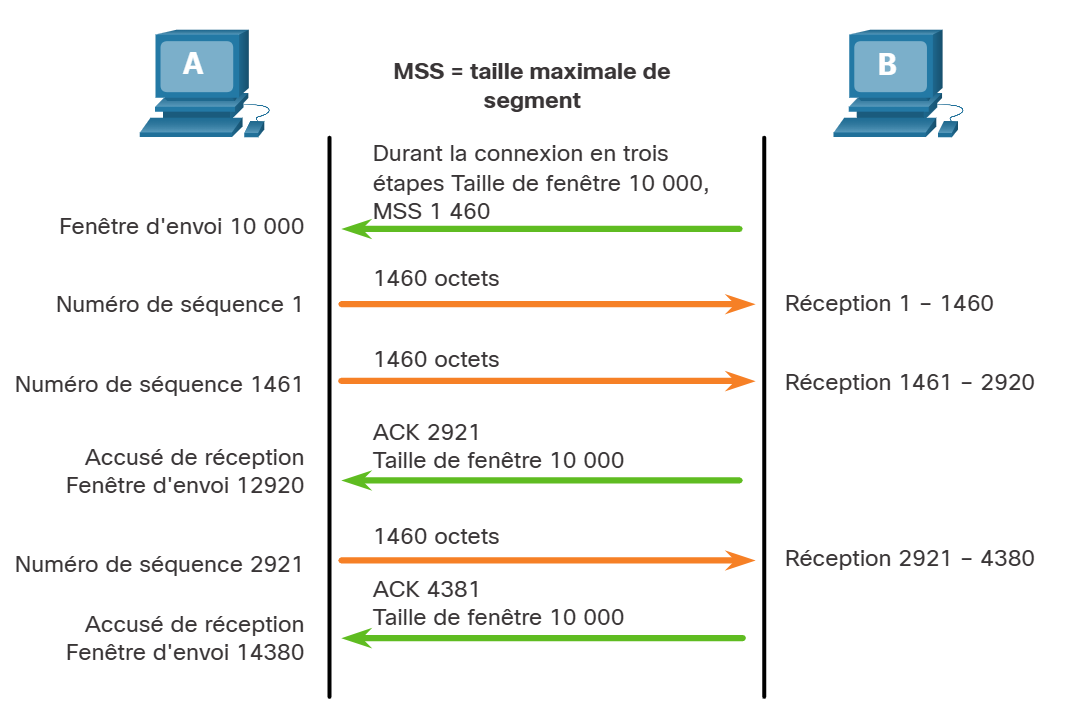 A
B
MSS = taille maximale de
segment
Durant la connexion en trois
étapes Taille de fenêtre 10 000,
MSS 1 460
Fenêtre d'envoi 10 000
1460 octets
Numéro de séquence 1
Réception 1 – 1460
1460 octets
Numéro de séquence 1461
Réception 1461 – 2920
ACK 2921
Taille de fenêtre 10 000
Accusé de réception
Fenêtre d'envoi 12920
1460 octets
Numéro de séquence 2921
Réception 2921 – 4380
ACK 4381
Taille de fenêtre 10 000
Accusé de réception
Fenêtre d'envoi 14380